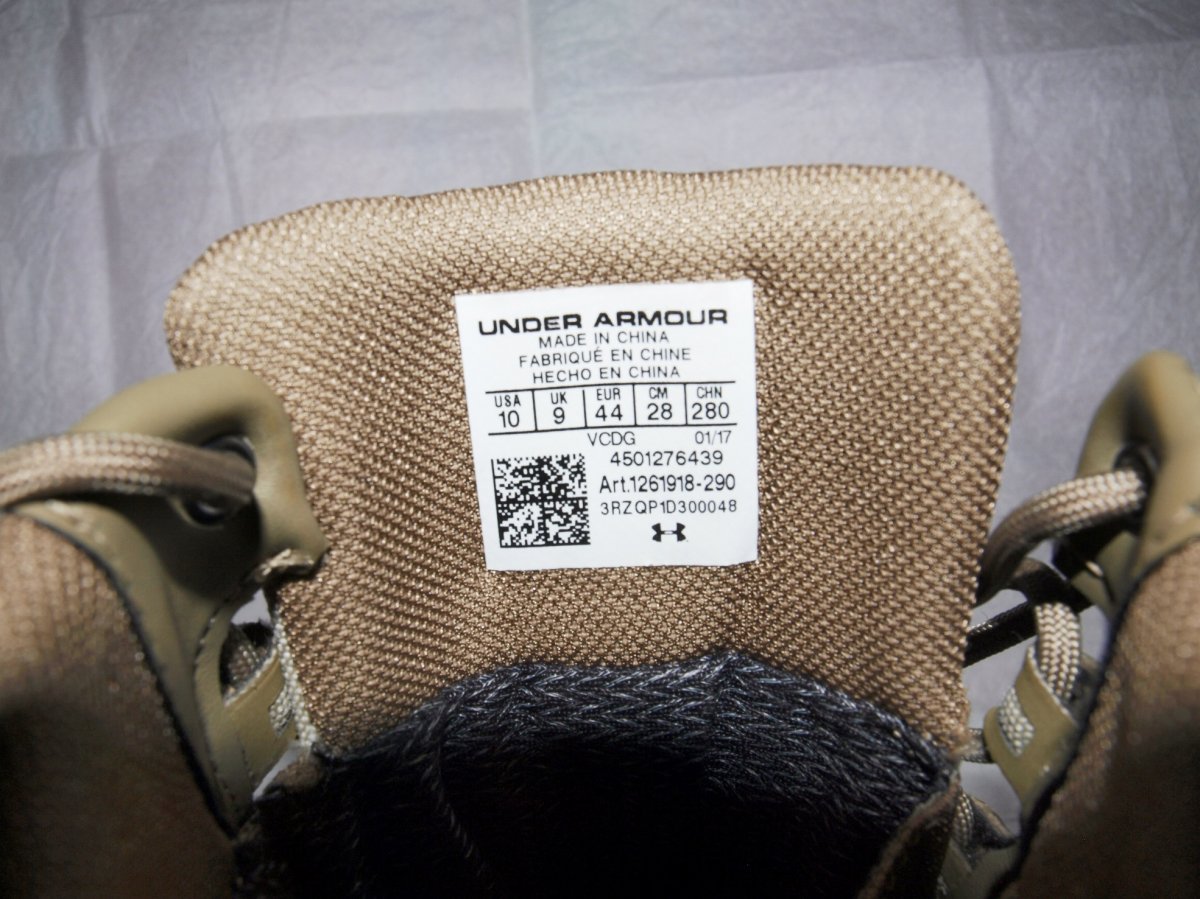 UNDER ARMOUR
MADE IN CHINA
FABRIQUÉ EN CHINE
HECHO EN CHINA
USA UK EUR CM CHN
10 9 44 28 280
VCDG 01/17
4501276439
Art.1261918-290
3RZQP1D300048